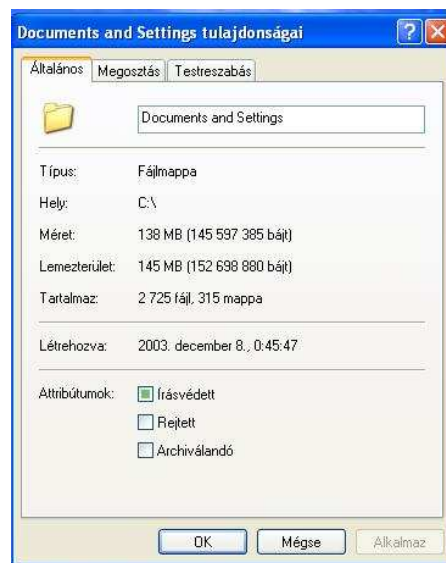 Documents and Settings tulajdonságai
Általános Megosztás Testreszabás
Documents and Settings
Típus: Fájlmappa
Hely: C:\
Méret: 138 MB (145 597 385 bájt)
Lemezterület: 145 MB (152 698 880 bájt)
Tartalmaz: 2 725 fájl, 315 mappa
Létrehozva: 2003. december 8., 0:45:47
Attribútumok: Írásvédett
Rejtett
Archiválandó
OK Mégse Alkalmaz